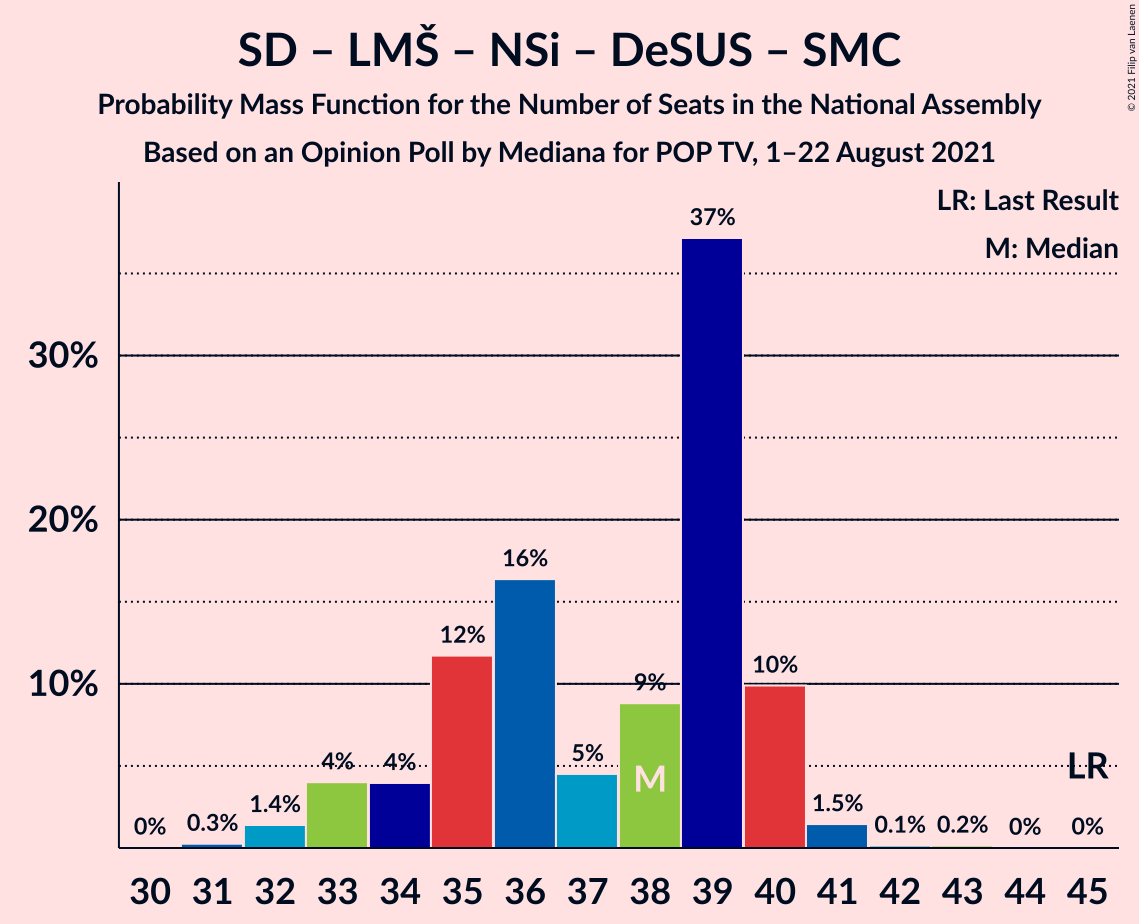 SD – LMŠ – NSi – DeSUS – SMC
Probability Mass Function for the Number of Seats in the National Assembly
Based on an Opinion Poll by Mediana for POP TV, 1–22 August 2021
© 2021 Filip van Laenen
LR: Last Result
M: Median
30%
20%
10%
0%
0.3%
1.4%
4%
4%
12%
16%
5%
9%
37%
10%
1.5%
0.1%
0.2%
0%
0%
M
LR
30 31 32 33 34 35 36 37 38 39 40 41 42 43 44 45